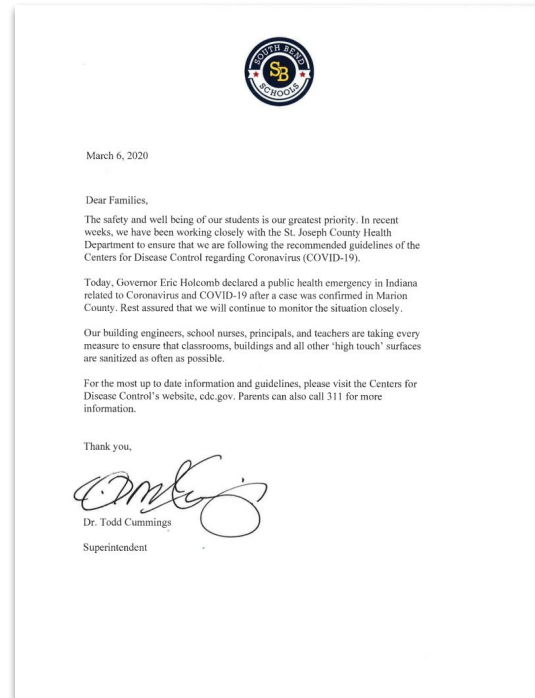 SOUTH BEND
SB
SCHOOLS
March 6, 2020
Dear Families,
The safety and well being of our students is our greatest priority. In recent
weeks, we have been working closely with the St. Joseph County Health
Department to ensure that we are following the recommended guidelines of the
Centers for Disease Control regarding Coronavirus (COVID-19).
Today, Governor Eric Holcomb declared a public health emergency in Indiana
related to Coronavirus and COVID-19 after a case was confirmed in Marion
County. Rest assured that we will continue to monitor the situation closely.
Our building engineers, school nurses, principals, and teachers are taking every
measure to ensure that classrooms, buildings and all other ‘high touch’ surfaces
are sanitized as often as possible.
For the most up to date information and guidelines, please visit the Centers for
Disease Control’s website, cdc.gov. Parents can also call 311 for more
information.
Thank you,
Dr. Todd Cummings
Superintendent